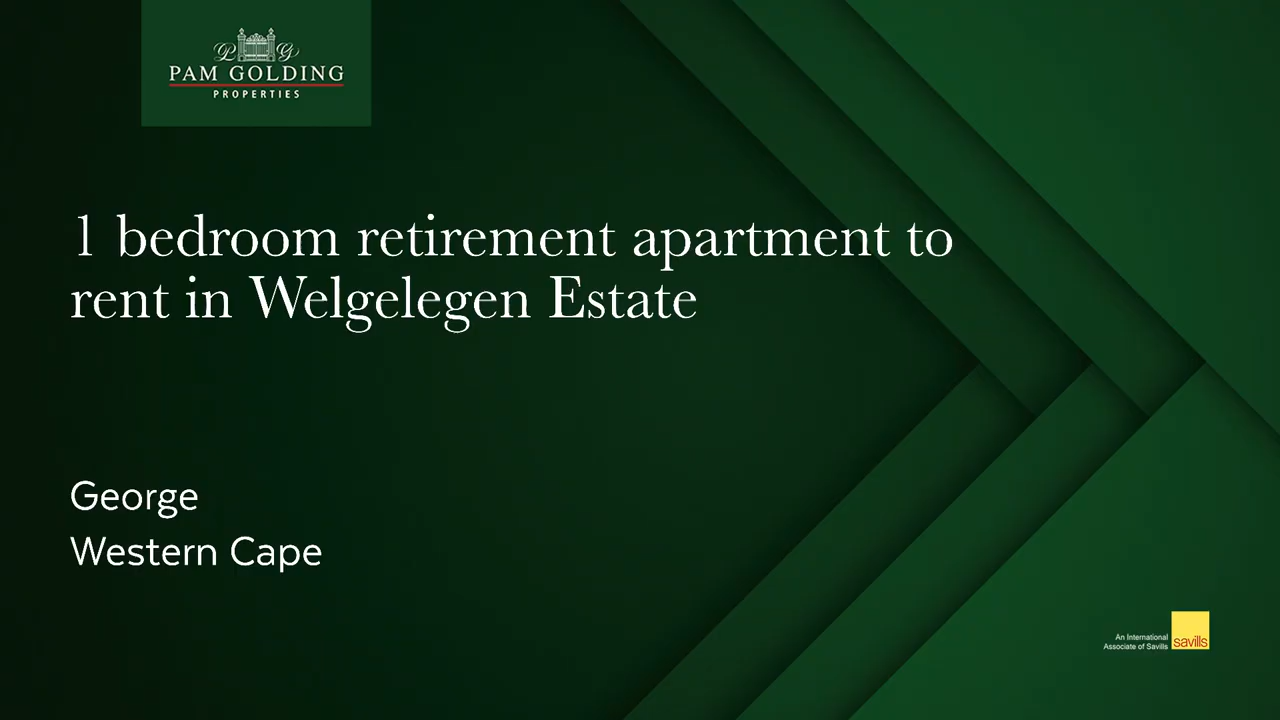 PG
PAM GOLDING
PROPERTIES
1 bedroom retirement apartment to
rent in Welgelegen Estate
George
Western Cape
An International
Associate of Savills
savills